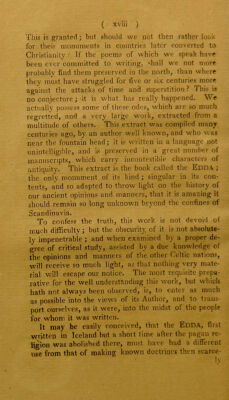 ( xviii )
This is granted; but should we not then rather look
for their monuments in countries later converted to
Christianity? If the poems of which we speak have
been ever committed to writing, shall we not more
probably find them preserved in the north, than where
they must have struggled for five or six centuries more
against the attacks of time and superstition? This is
no conjecture; it is what has really happened. We
actually possess some of these odes, which are so much
regretted, and a very large work, extracted from a
multitude of others. This extract was compiled many
centuries ago, by an author well known, and who was
near the fountain head; it is written in a language not
unintelligible, and is preserved in a great number of
manuscripts, which carry incontestible characters of
antiquity. This extract is the book called the EDDA;
the only monument of its kind; singular in its con-
tents, and so adapted to throw light on the history of
our ancient opinions and manners, that it is amazing it
should remain so long unknown beyond the confines of
Scandinavia.
To confess the truth, this work is not devoid of
much difficulty; but the obscurity of it is not absolute-
ly impenetrable; and when examined by a proper de-
gree of critical study, assisted by a due knowledge of
the opinions and manners of the other Celtic nations,
will receive so much light, as that nothing very mate-
rial will escape our notice. The most requisite prepa-
rative for the well understanding this work, but which
hath not always been observed, is, to enter as much
as possible into the views of its Author, and to trans-
port ourselves, as it were, into the midst of the people
for whom it was written.
It may be easily conceived, that the EDDA, first
written in Iceland but a short time after the pagan re-
ligion was abolished there, must have had a different
use from that of making known doctrines then scarce-
ly